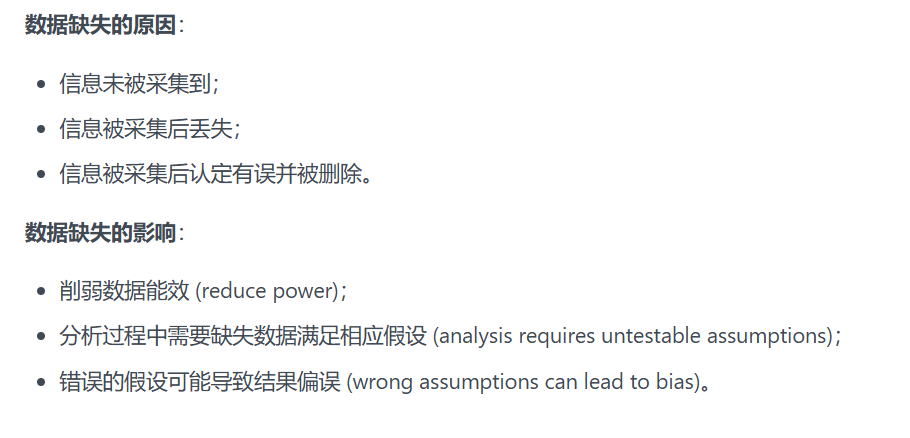 数据缺失的原因：
• 信息未被采集到；
• 信息被采集后丢失；
• 信息被采集后认定有误并被删除。
数据缺失的影响：
• 削弱数据能效 (reduce power)；
• 分析过程中需要缺失数据满足相应假设 (analysis requires untestable assumptions)；
• 错误的假设可能导致结果偏误 (wrong assumptions can lead to bias)。